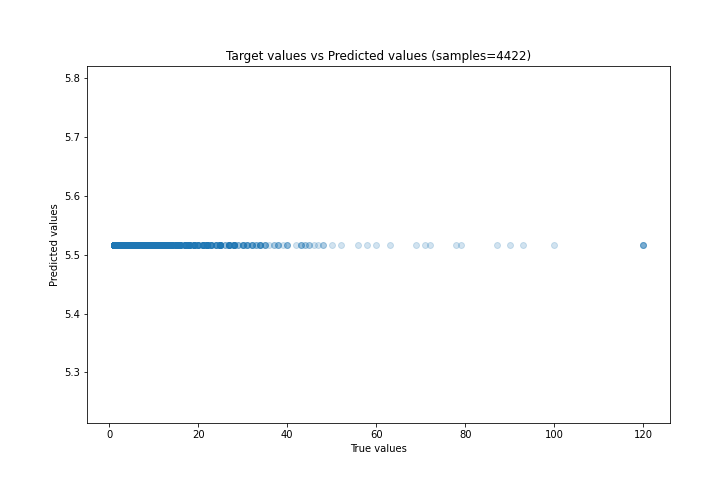 Target values vs Predicted values (samples=4422)
5.8
5.7
5.6
5.5
5.4
5.3
Predicted values
0 20 40 60 80 100 120
True values